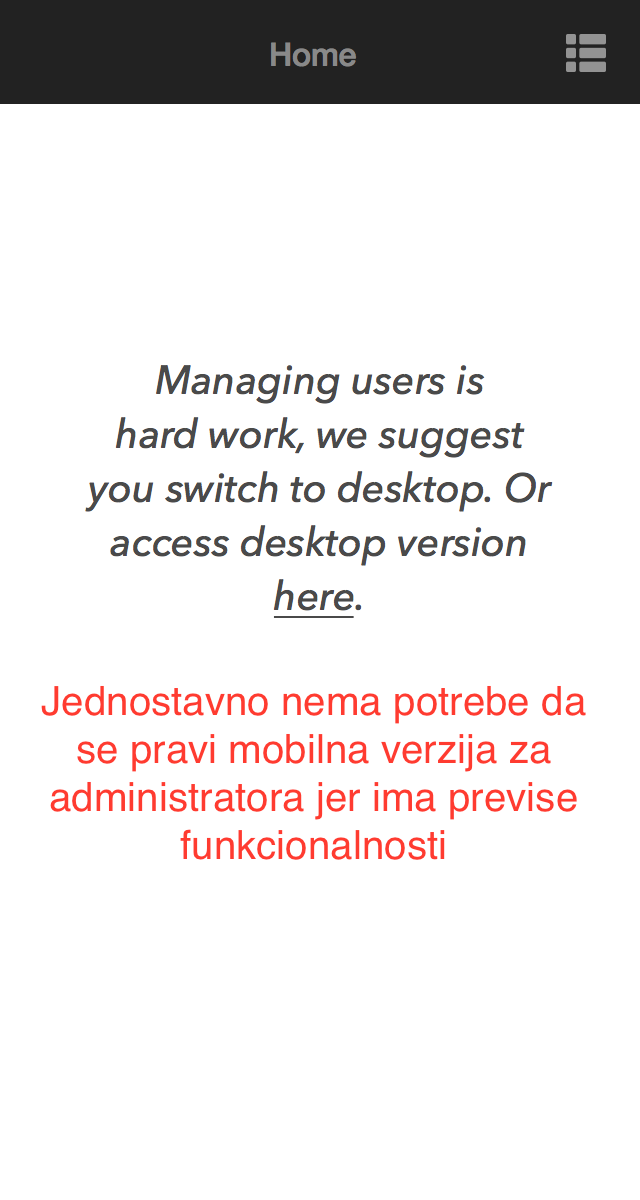 Home
Managing users is
hard work, we suggest
you switch to desktop. Or
access desktop version
here.
Jednostavno nema potrebe da
se pravi mobilna verzija za
administratora jer ima previse
funkcionalnosti